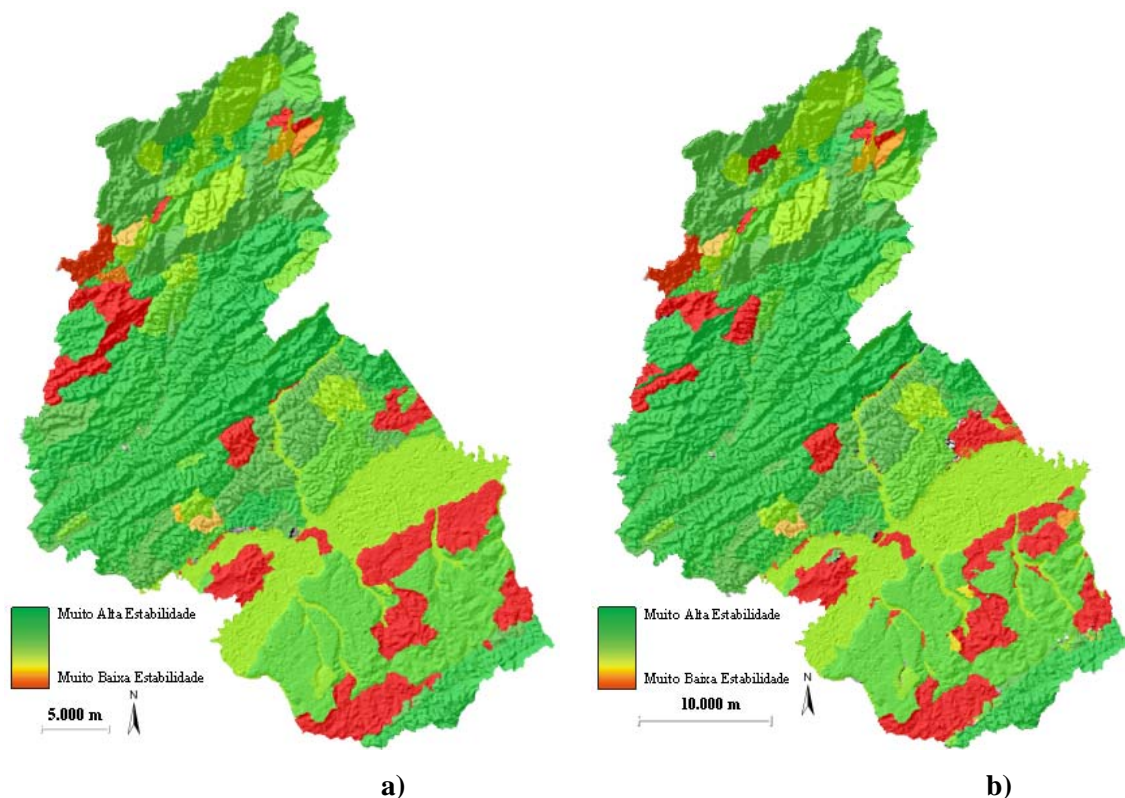 Muito Alta Estabilidade
Muito Baixa Estabilidade
N
5.000 m
a)
Muito Alta Estabilidade
Muito Baixa Estabilidade
N
10.000 m
b)